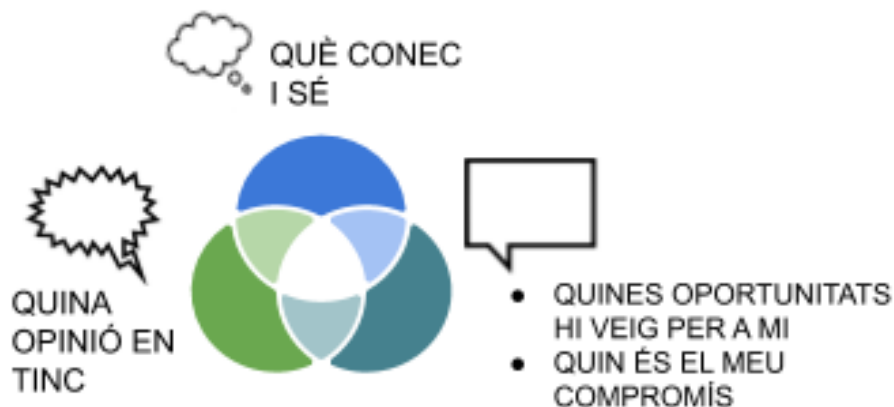 QUÈ CONEC
I SÉ
QUINA
OPINIÓ EN
TINC
● QUINES OPORTUNITATS
HI VEIG PER A MI
● QUIN ÉS EL MEU
COMPROMÍS